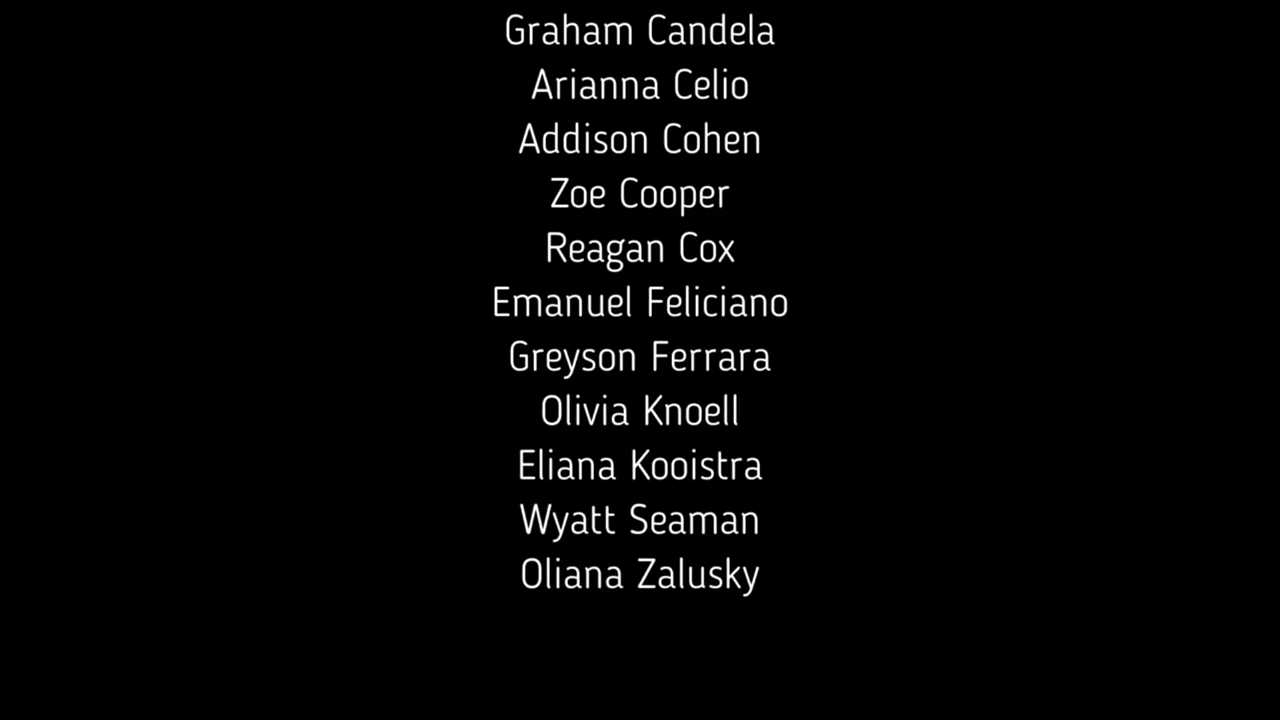 Graham Candela
Arianna Celio
Addison Cohen
Zoe Cooper
Reagan Cox
Emanuel Feliciano
Greyson Ferrara
Olivia Knoell
Eliana Kooistra
Wyatt Seaman
Oliana Zalusky